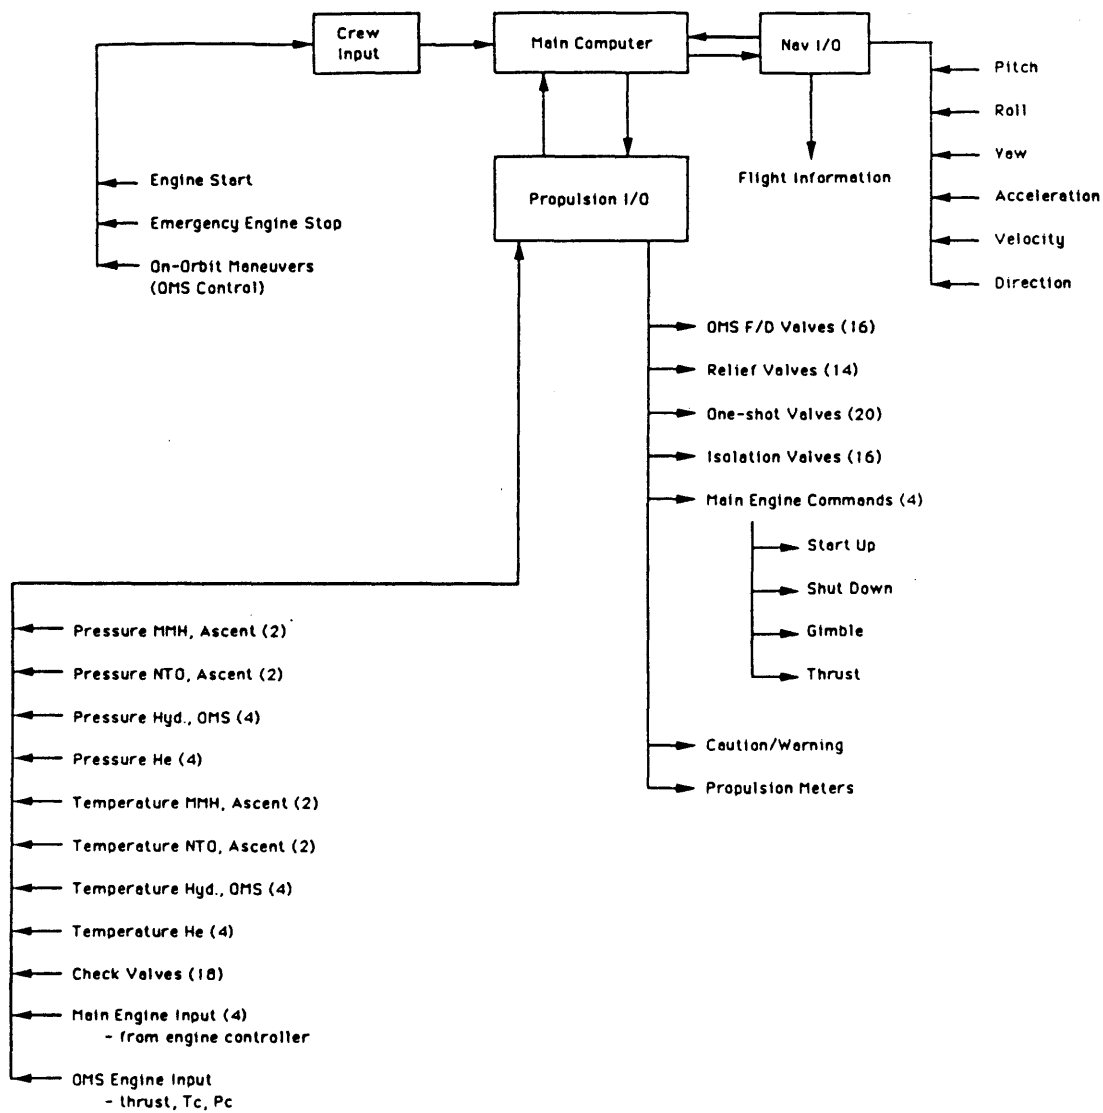 Crew
Input
Main Computer
Nav I/O
Propulsion I/O
Flight Information
Pitch
Roll
Yaw
Acceleration
Velocity
Direction
Engine Start
Emergency Engine Stop
On-Orbit Maneuvers
(OMS Control)
OMS F/D Valves (16)
Relief Valves (14)
One-shot Valves (20)
Isolation Valves (16)
Main Engine Commands (4)
Start Up
Shut Down
Gimble
Thrust
Caution/Warning
Propulsion Meters
Pressure MMH, Ascent (2)
Pressure NTO, Ascent (2)
Pressure Hyd., OMS (4)
Pressure He (4)
Temperature MMH, Ascent (2)
Temperature NTO, Ascent (2)
Temperature Hyd., OMS (4)
Temperature He (4)
Check Valves (18)
Main Engine Input (4)
- from engine controller
OMS Engine Input
- thrust, Tc, Pc